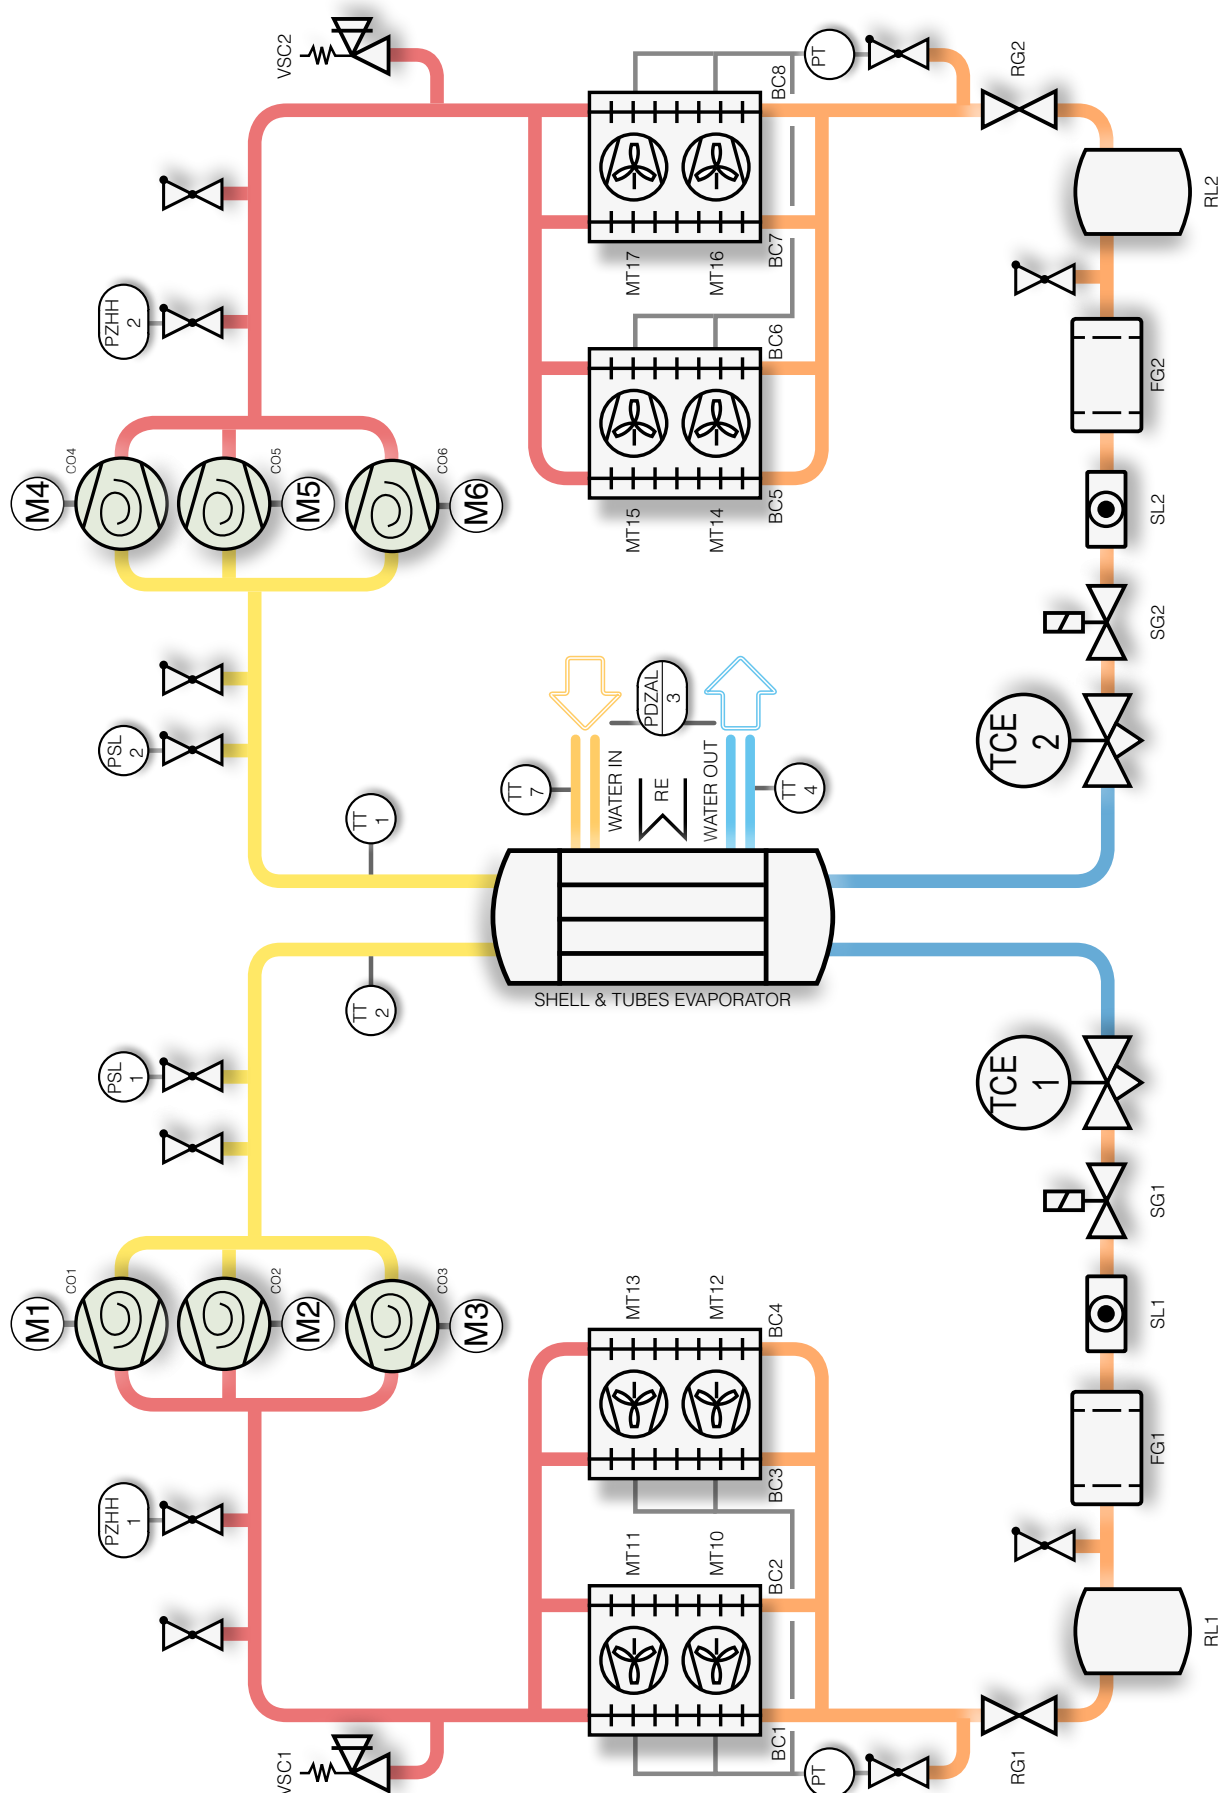 VSC2
PT
RG2
BC8
RL2
PZHH
2
MT17
MT16
BC7
BC6
FG2
CO4
CO5
CO6
M4
M5
M6
MT15
MT14
BC5
SL2
SG2
PSL
2
TT
1
TT
7
WATER IN
PDZAL
3
RE
WATER OUT
TT
4
TCE
2
SHELL & TUBES EVAPORATOR
TT
2
PSL
1
TCE
1
SG1
CO1
CO2
CO3
M1
M2
M3
MT13
MT12
BC4
SL1
PZHH
1
MT11
MT10
BC3
BC2
FG1
RL1
VSC1
BC1
PT
RG1